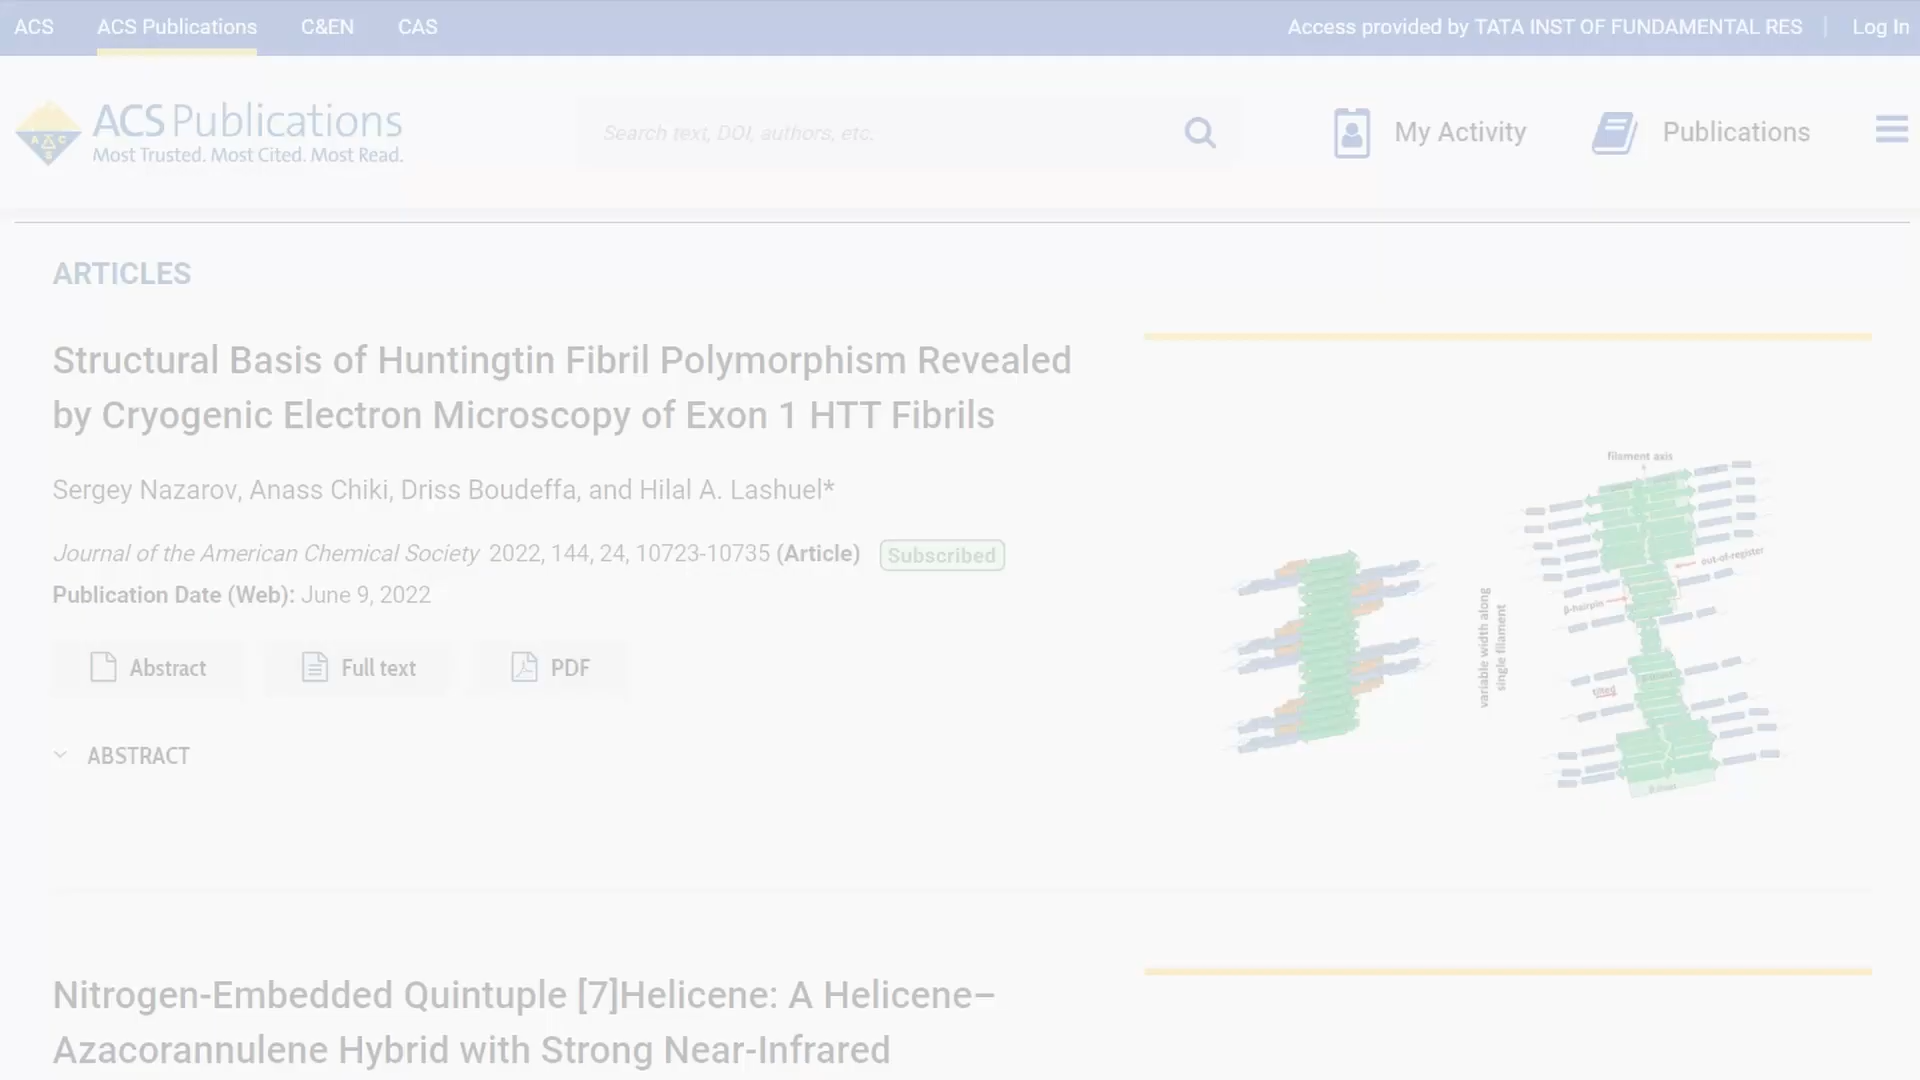 ACS
ACS Publications
C&EN
CAS
Access provided by TATA INST OF FUNDAMENTAL RES
Log In
ACS Publications
Most Trusted. Most Cited. Most Read.
Search text, DOI, authors, etc.
My Activity
Publications
ARTICLES
Structural Basis of Huntingtin Fibril Polymorphism Revealed
by Cryogenic Electron Microscopy of Exon 1 HTT Fibrils
Sergey Nazarov, Anass Chiki, Driss Boudeffa, and Hilal A. Lashuel*
Journal of the American Chemical Society 2022, 144, 24, 10723-10735 (Article) Subscribed
Publication Date (Web): June 9, 2022
Abstract
Full text
PDF
ABSTRACT
filament axis
out-of-register
β-hairpin
variable width along
single filament
tilted
Nitrogen-Embedded Quintuple [7]Helicene: A Helicene–
Azacorannulene Hybrid with Strong Near-Infrared